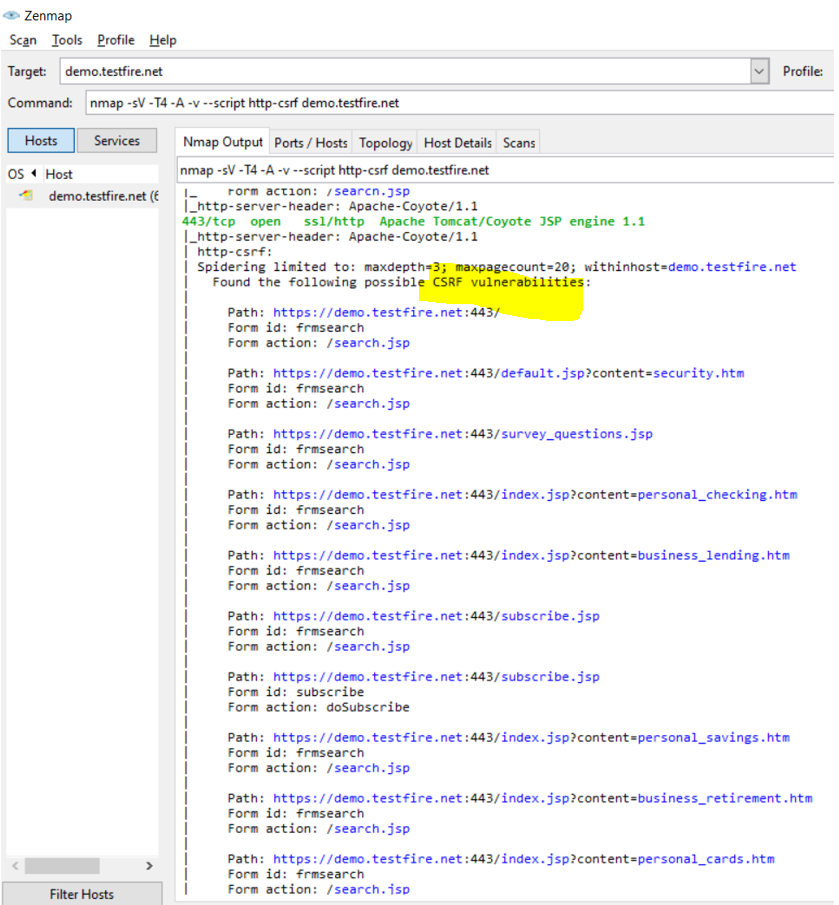 Zenmap
Scan Tools Profile Help
Target: demo.testfire.net Profile:
Command: nmap -sV -T4 -A -v --script http-csrf demo.testfire.net
Hosts Services Nmap Output Ports / Hosts Topology Host Details Scans
OS Host
demo.testfire.net (6
nmap -sV -T4 -A -v --script http-csrf demo.testfire.net
|_ Form action: /search.jsp
|_http-server-header: Apache-Coyote/1.1
443/tcp open ssl/http Apache Tomcat/Coyote JSP engine 1.1
|_http-server-header: Apache-Coyote/1.1
| http-csrf:
| Spidering limited to: maxdepth=3; maxpagecount=20; withinhost=demo.testfire.net
| Found the following possible CSRF vulnerabilities:
|
| Path: https://demo.testfire.net:443/
| Form id: frmsearch
| Form action: /search.jsp
|
| Path: https://demo.testfire.net:443/default.jsp?content=security.htm
| Form id: frmsearch
| Form action: /search.jsp
|
| Path: https://demo.testfire.net:443/survey_questions.jsp
| Form id: frmsearch
| Form action: /search.jsp
|
| Path: https://demo.testfire.net:443/index.jsp?content=personal_checking.htm
| Form id: frmsearch
| Form action: /search.jsp
|
| Path: https://demo.testfire.net:443/index.jsp?content=business_lending.htm
| Form id: frmsearch
| Form action: /search.jsp
|
| Path: https://demo.testfire.net:443/subscribe.jsp
| Form id: frmsearch
| Form action: /search.jsp
|
| Path: https://demo.testfire.net:443/subscribe.jsp
| Form id: subscribe
| Form action: doSubscribe
|
| Path: https://demo.testfire.net:443/index.jsp?content=personal_savings.htm
| Form id: frmsearch
| Form action: /search.jsp
|
| Path: https://demo.testfire.net:443/index.jsp?content=business_retirement.htm
| Form id: frmsearch
| Form action: /search.jsp
|
| Path: https://demo.testfire.net:443/index.jsp?content=personal_cards.htm
| Form id: frmsearch
| Form action: /search.jsp
Filter Hosts